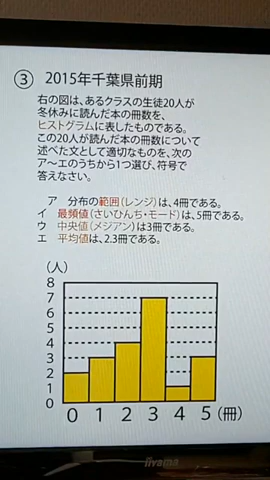 ③ 2015年千葉県前期
右の図は、あるクラスの生徒20人が
冬休みに読んだ本の冊数を、
ヒストグラムに表したものである。
この20人が読んだ本の冊数について
述べた文として適切なものを、次の
ア～エのうちから1つ選び、符号で
答えなさい。
ア 分布の範囲(レンジ)は、4冊である。
イ 最頻値(さいひんち・モード)は、5冊である。
ウ 中央値(メジアン)は3冊である。
エ 平均値は、2.3冊である。
(人)
8
7
6
5
4
3
2
1
0
0 1 2 3 4 5 (冊)
iiyama